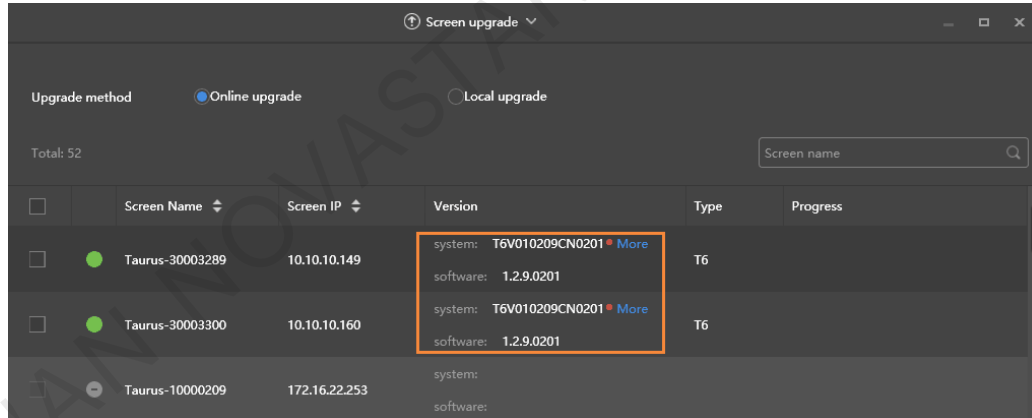 Screen upgrade
Upgrade method Online upgrade Local upgrade
Total: 52 Screen name
Screen Name Screen IP Version Type Progress
system: T6V010209CN0201 More
Taurus-30003289 10.10.10.149 T6
software: 1.2.9.0201
system: T6V010209CN0201 More
Taurus-30003300 10.10.10.160 T6
software: 1.2.9.0201
system:
Taurus-10000209 172.16.22.253
software: